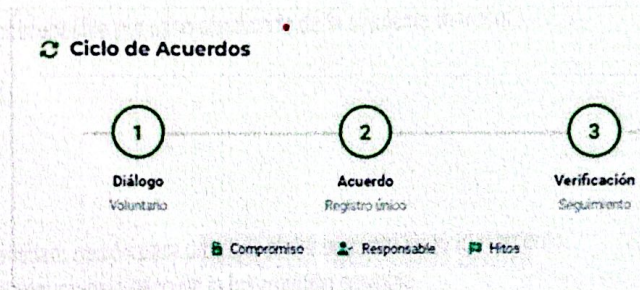 Ciclo de Acuerdos
1
2
3
Diálogo
Acuerdo
Verificación
Voluntario
Registro único
Seguimiento
Compromiso
Responsable
Hitos